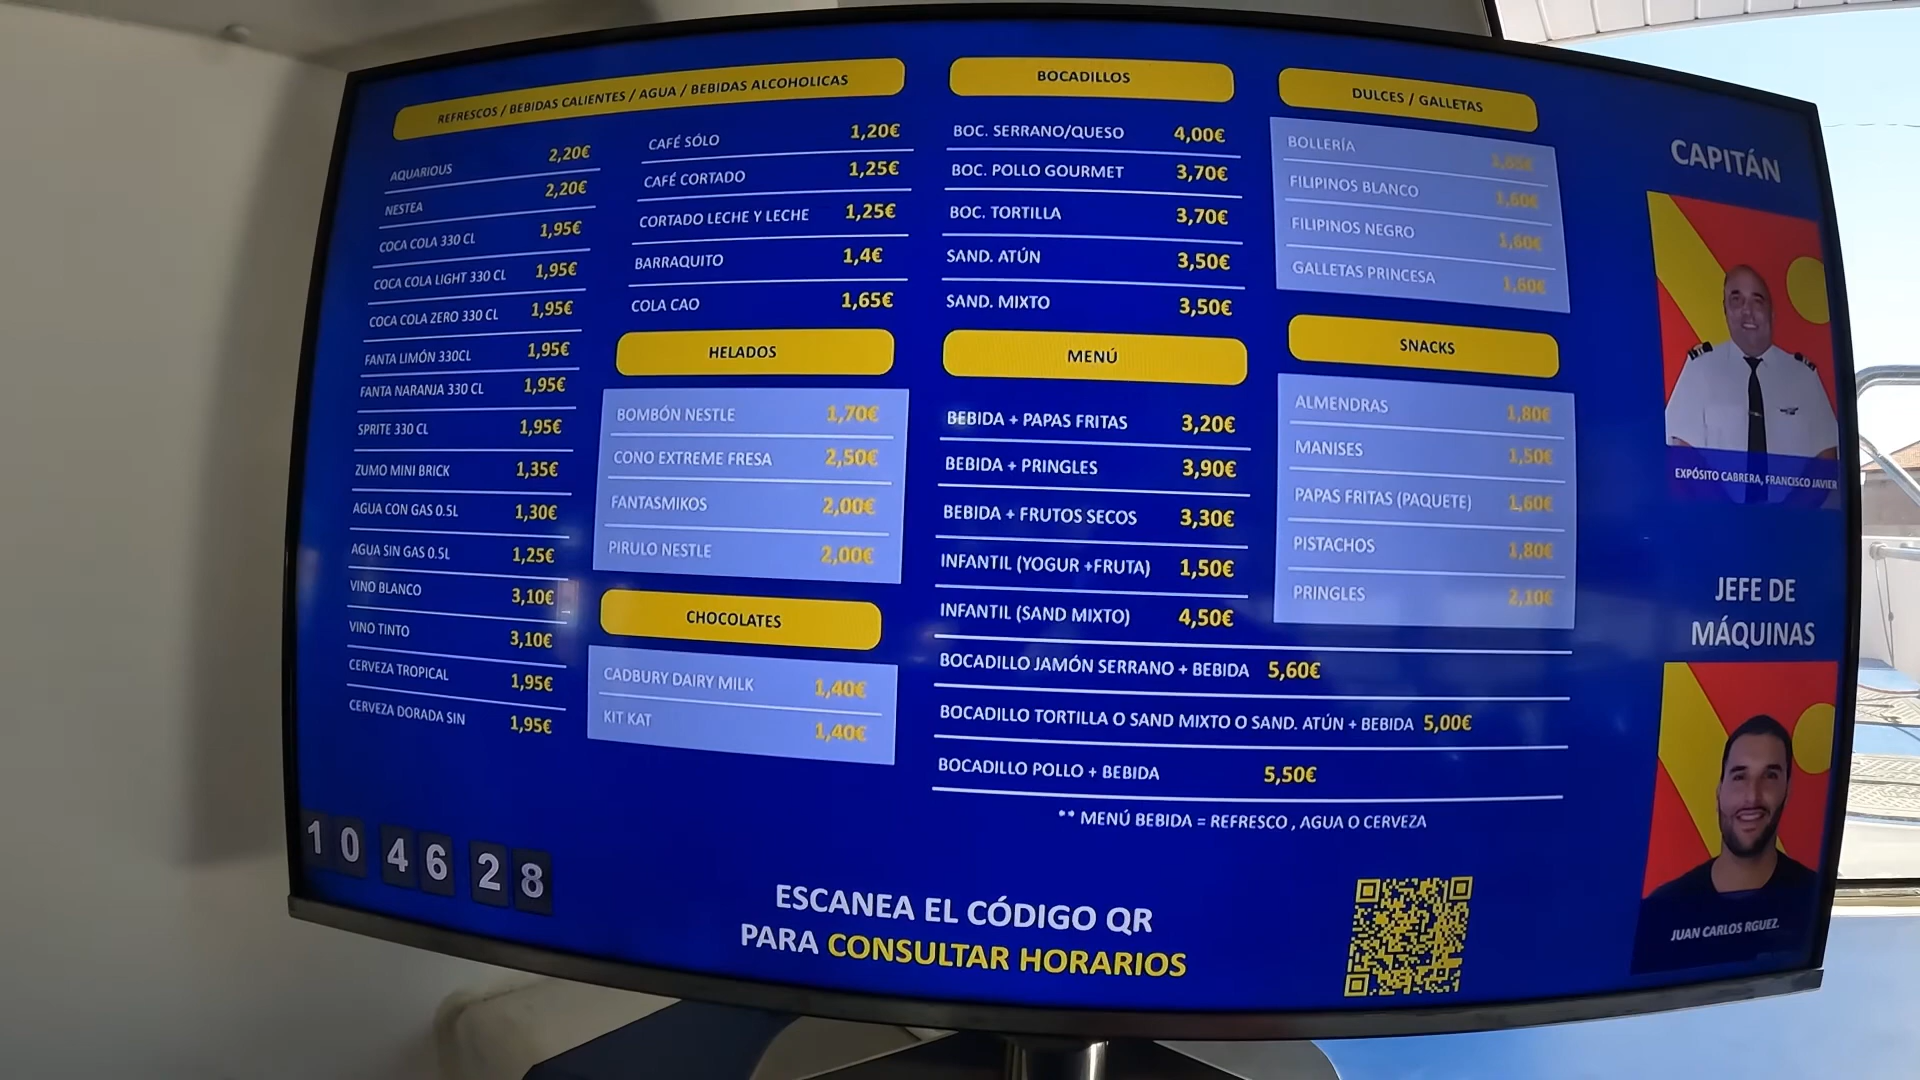 REFRESCOS / BEBIDAS CALIENTES / AGUA / BEBIDAS ALCOHOLICAS
AQUARIOUS 2,20€
NESTEA 2,20€
COCA COLA 330 CL 1,95€
COCA COLA LIGHT 330 CL 1,95€
COCA COLA ZERO 330 CL 1,95€
FANTA LIMÓN 330CL 1,95€
FANTA NARANJA 330 CL 1,95€
SPRITE 330 CL 1,95€
ZUMO MINI BRICK 1,35€
AGUA CON GAS 0.5L 1,30€
AGUA SIN GAS 0.5L 1,25€
VINO BLANCO 3,10€
VINO TINTO 3,10€
CERVEZA TROPICAL 1,95€
CERVEZA DORADA SIN 1,95€
CAFÉ SÓLO 1,20€
CAFÉ CORTADO 1,25€
CORTADO LECHE Y LECHE 1,25€
BARRAQUITO 1,4€
COLA CAO 1,65€
HELADOS
BOMBÓN NESTLE 1,70€
CONO EXTREME FRESA 2,50€
FANTASMIKOS 2,00€
PIRULO NESTLE 2,00€
CHOCOLATES
CADBURY DAIRY MILK 1,40€
KIT KAT 1,40€
BOCADILLOS
BOC. SERRANO/QUESO 4,00€
BOC. POLLO GOURMET 3,70€
BOC. TORTILLA 3,70€
SAND. ATÚN 3,50€
SAND. MIXTO 3,50€
MENÚ
BEBIDA + PAPAS FRITAS 3,20€
BEBIDA + PRINGLES 3,90€
BEBIDA + FRUTOS SECOS 3,30€
INFANTIL (YOGUR +FRUTA) 1,50€
INFANTIL (SAND MIXTO) 4,50€
BOCADILLO JAMÓN SERRANO + BEBIDA 5,60€
BOCADILLO TORTILLA O SAND MIXTO O SAND. ATÚN + BEBIDA 5,00€
BOCADILLO POLLO + BEBIDA 5,50€
** MENÚ BEBIDA = REFRESCO , AGUA O CERVEZA
DULCES / GALLETAS
BOLLERÍA
FILIPINOS BLANCO 1,60€
FILIPINOS NEGRO 1,60€
GALLETAS PRINCESA
SNACKS
ALMENDRAS 1,80€
MANISES 1,50€
PAPAS FRITAS (PAQUETE) 1,60€
PISTACHOS 1,80€
PRINGLES 2,10€
CAPITÁN
EXPÓSITO CABRERA, FRANCISCO JAVIER
JEFE DE
MÁQUINAS
JUAN CARLOS RGUEZ.
10 46 28
ESCANEA EL CÓDIGO QR
PARA CONSULTAR HORARIOS